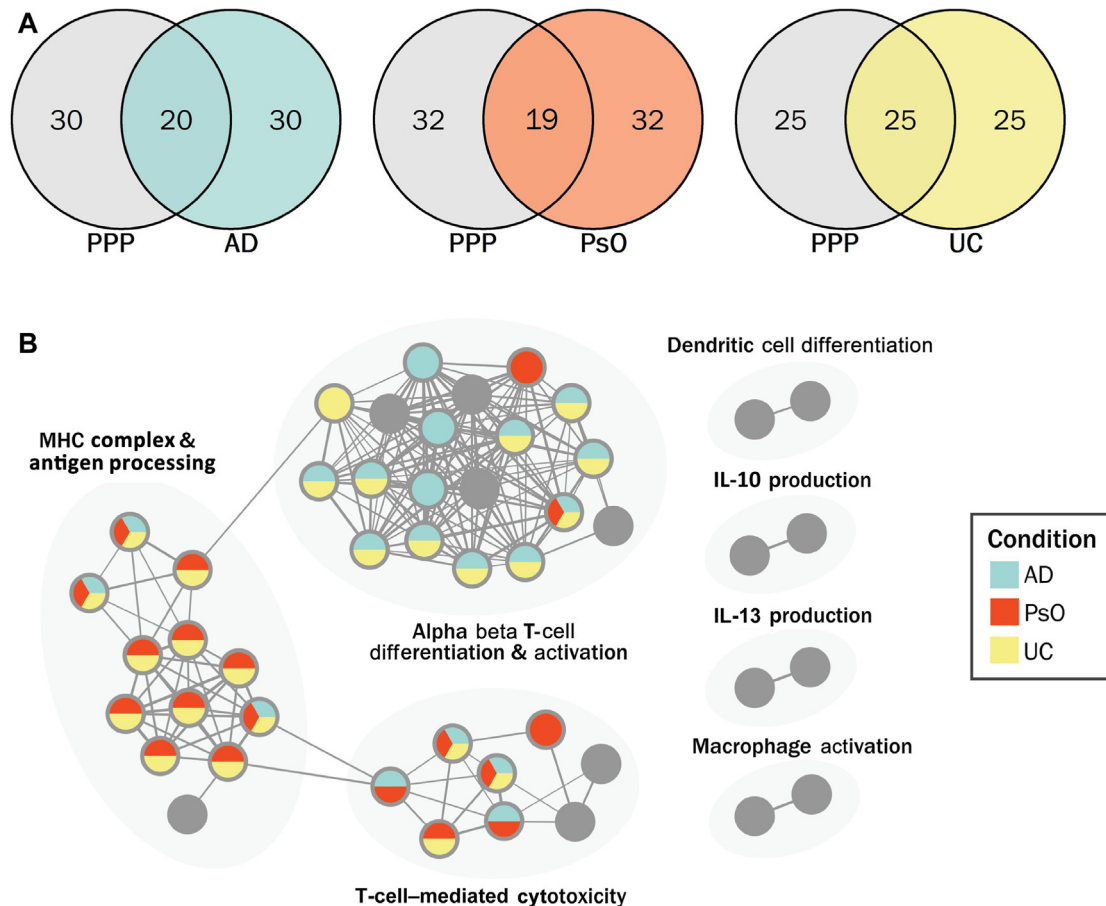 A
30 20 30
PPP AD
32 19 32
PPP PsO
25 25 25
PPP UC
B
MHC complex &
antigen processing
Alpha beta T-cell
differentiation & activation
T-cell–mediated cytotoxicity
Dendritic cell differentiation
IL-10 production
IL-13 production
Macrophage activation
Condition
AD
PsO
UC